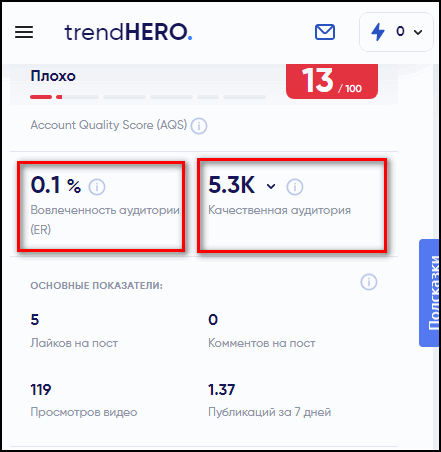 trendHERO.
0
Плохо
13 / 100
Account Quality Score (AQS)
0.1 %
5.3K
Вовлеченность аудитории
(ER)
Качественная аудитория
ОСНОВНЫЕ ПОКАЗАТЕЛИ:
5
0
Лайков на пост
Комментов на пост
119
1.37
Просмотров видео
Публикаций за 7 дней
Подсказки